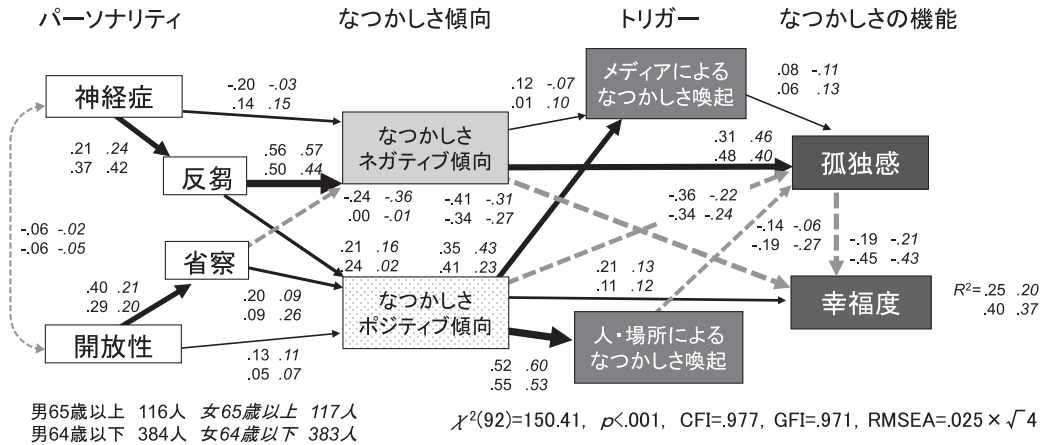 パーソナリティ
なつかしさ傾向
トリガー
なつかしさの機能
神経症
-.20 -.03
.14 .15
.21 .24
.37 .42
反芻
.56 .57
.50 .44
-.06 -.02
-.06 -.05
省察
.40 .21
.29 .20
開放性
.20 .09
.09 .26
.13 .11
.05 .07
なつかしさ
ネガティブ傾向
-.24 -.36
.00 -.01
-.41 -.31
-.34 -.27
.21 .16
.24 .02
.35 .43
.41 .23
なつかしさ
ポジティブ傾向
.12 -.07
.01 .10
メディアによる
なつかしさ喚起
.08 -.11
.06 .13
.31 .46
.48 .40
孤独感
-.36 -.22
-.34 -.24
-.14 -.06
-.19 -.27
-.19 -.21
-.45 -.43
.21 .13
.11 .12
幸福度
R²=.25 .20
.40 .37
人・場所による
なつかしさ喚起
.52 .60
.55 .53
男65歳以上 116人 女65歳以上 117人
男64歳以下 384人 女64歳以下 383人
χ²(92)=150.41, p<.001, CFI=.977, GFI=.971, RMSEA=.025×√4